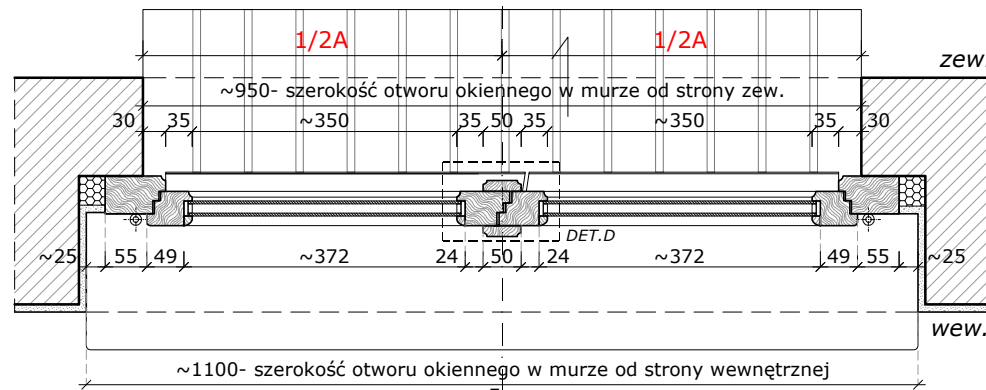 1/2A 1/2A
zew.
~950- szerokość otworu okiennego w murze od strony zew.
30 35 ~350 35 50 35 ~350 35 30
DET.D
~25 55 49 ~372 24 50 24 ~372 49 55 ~25
wew.
~1100- szerokość otworu okiennego w murze od strony wewnętrznej